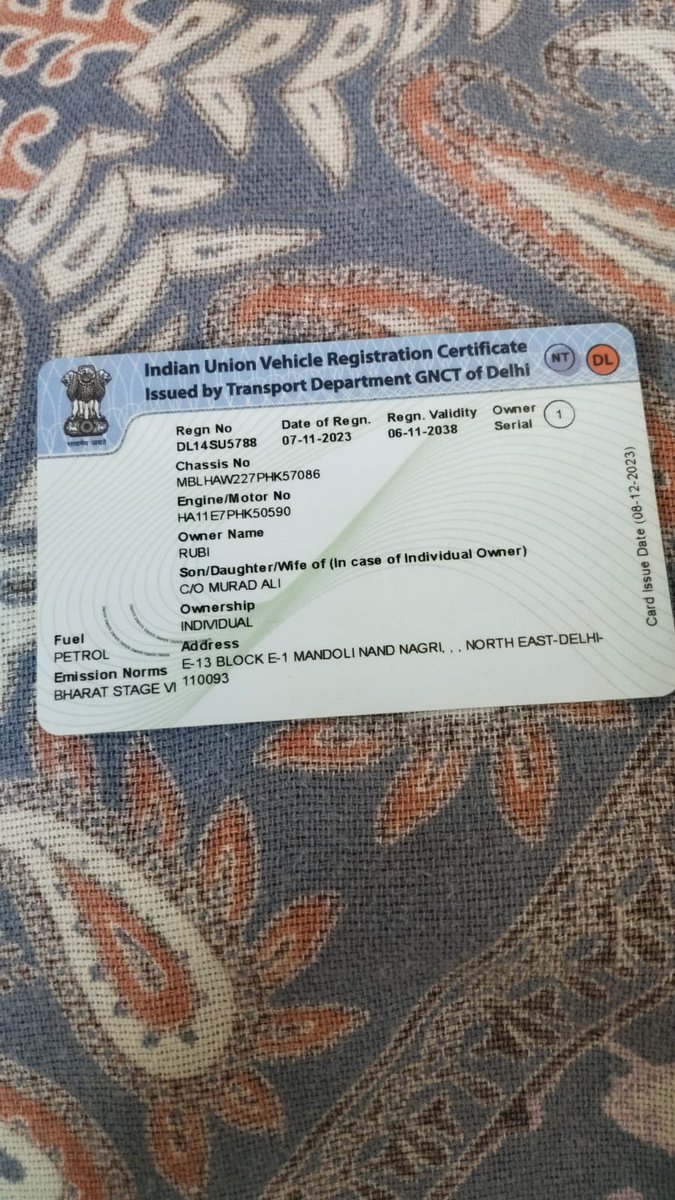 Indian Union Vehicle Registration Certificate
Issued by Transport Department GNCT of Delhi
NT
DL
सत्यमेव जयते
Regn No
DL14SU5788
Date of Regn.
07-11-2023
Regn. Validity
06-11-2038
Owner
Serial
1
Chassis No
MBLHAW227PHK57086
Engine/Motor No
HA11E7PHK50590
Owner Name
RUBI
Son/Daughter/Wife of (In case of Individual Owner)
C/O MURAD ALI
Ownership
INDIVIDUAL
Address
E-13 BLOCK E-1 MANDOLI NAND NAGRI, , , NORTH EAST-DELHI-
110093
Fuel
PETROL
Emission Norms
BHARAT STAGE VI
Card Issue Date (08-12-2023)